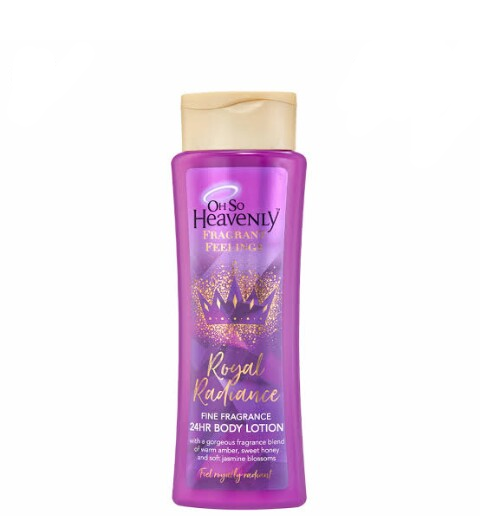 Oh So
Heavenly™
Fragrant
Feelings
Royal
Radiance
FINE FRAGRANCE
24HR BODY LOTION
with a gorgeous fragrance blend
of warm amber, sweet honey
and soft jasmine blossoms
Feel royally radiant